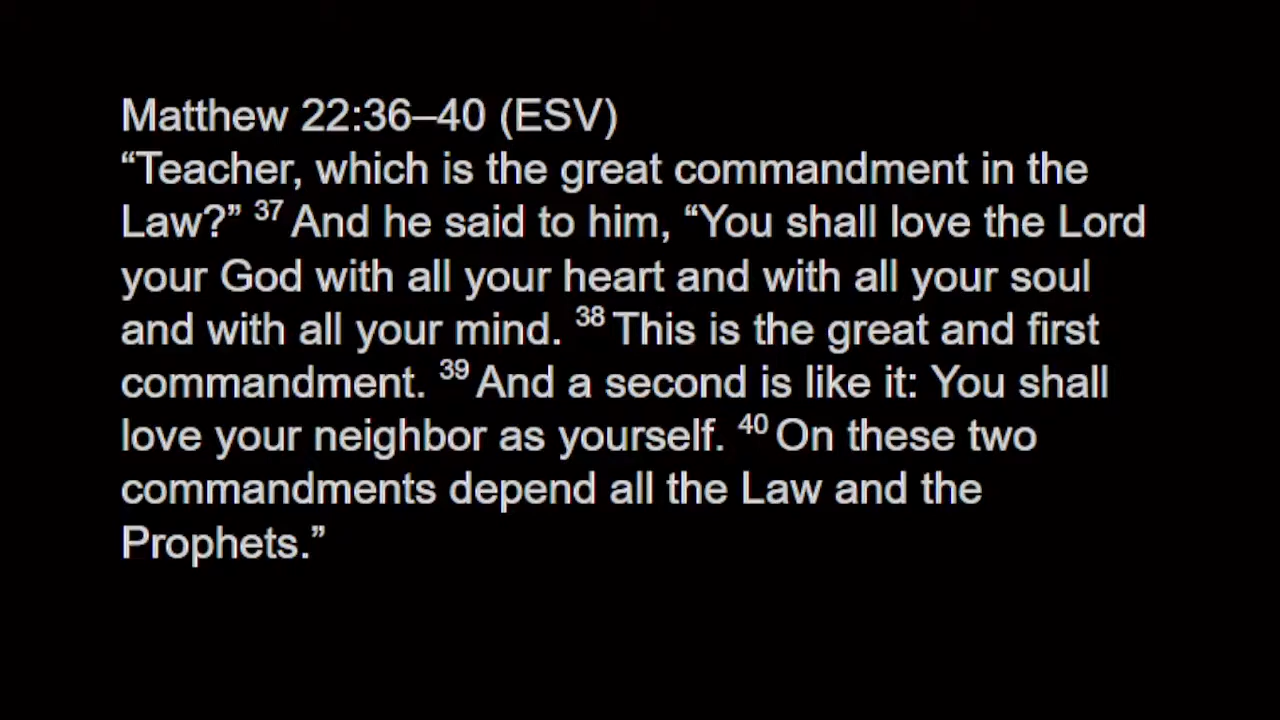 Matthew 22:36–40 (ESV)
“Teacher, which is the great commandment in the
Law?” ³⁷ And he said to him, “You shall love the Lord
your God with all your heart and with all your soul
and with all your mind. ³⁸ This is the great and first
commandment. ³⁹ And a second is like it: You shall
love your neighbor as yourself. ⁴⁰ On these two
commandments depend all the Law and the
Prophets.”